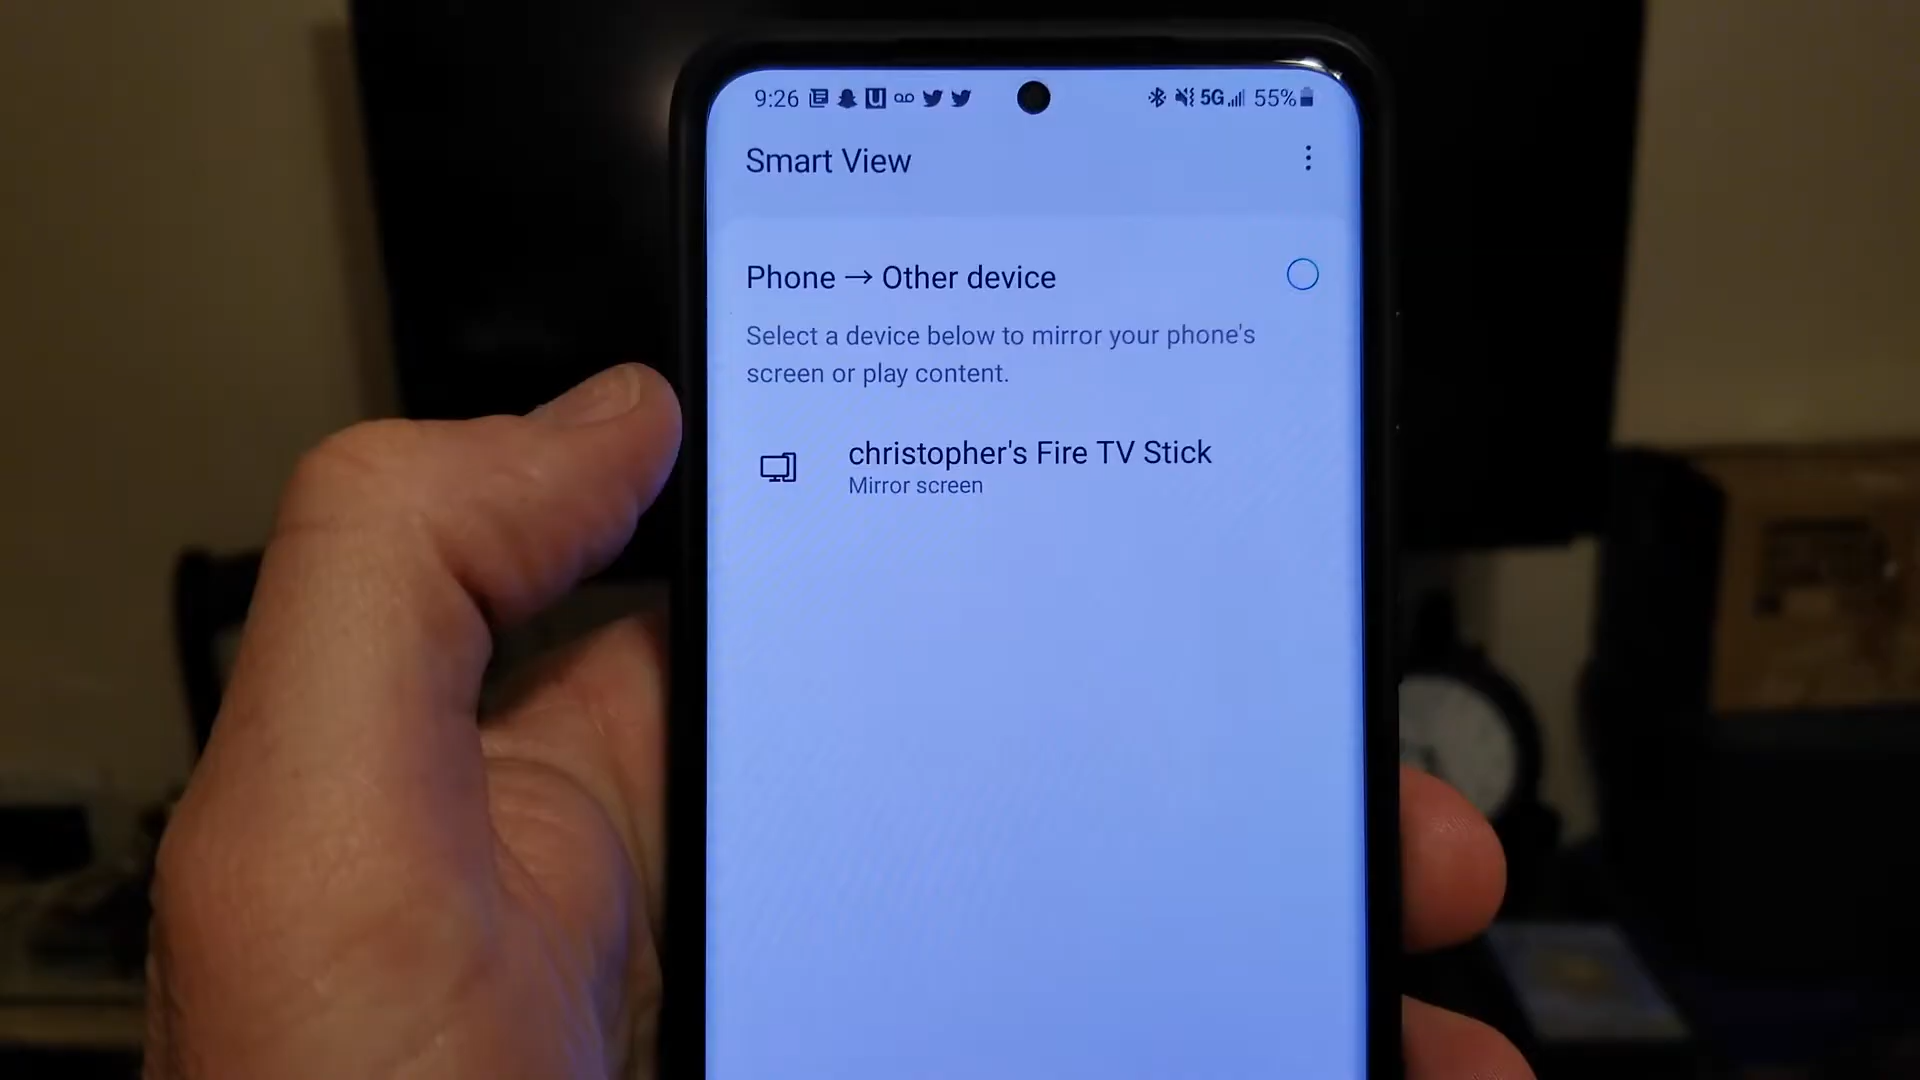 9:26 5G 55%
Smart View
Phone → Other device
Select a device below to mirror your phone's
screen or play content.
christopher's Fire TV Stick
Mirror screen